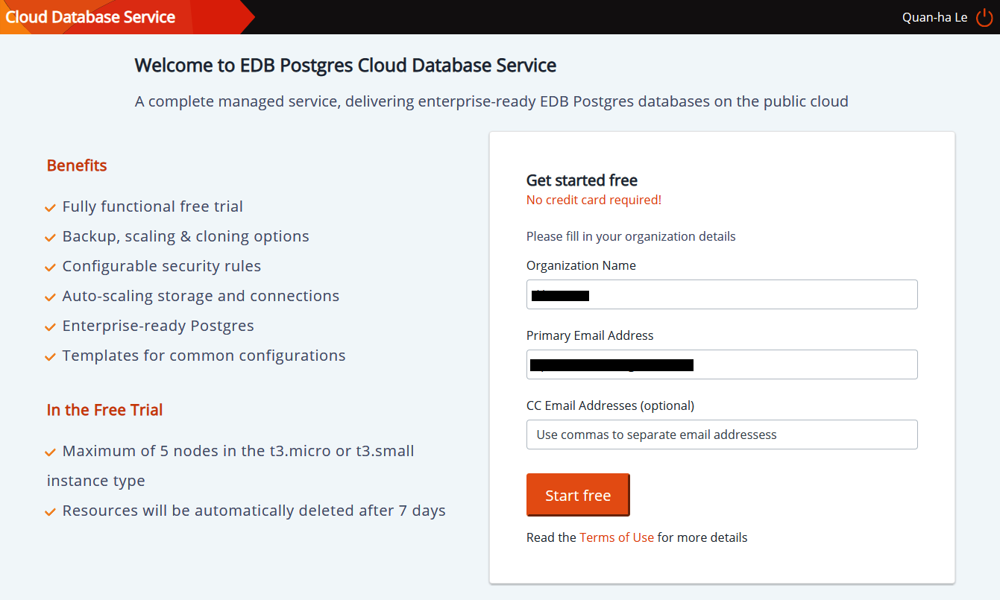 Cloud Database Service
Quan-ha Le
Welcome to EDB Postgres Cloud Database Service
A complete managed service, delivering enterprise-ready EDB Postgres databases on the public cloud
Benefits
Fully functional free trial
Backup, scaling & cloning options
Configurable security rules
Auto-scaling storage and connections
Enterprise-ready Postgres
Templates for common configurations
In the Free Trial
Maximum of 5 nodes in the t3.micro or t3.small
instance type
Resources will be automatically deleted after 7 days
Get started free
No credit card required!
Please fill in your organization details
Organization Name
Primary Email Address
CC Email Addresses (optional)
Use commas to separate email addressess
Start free
Read the Terms of Use for more details